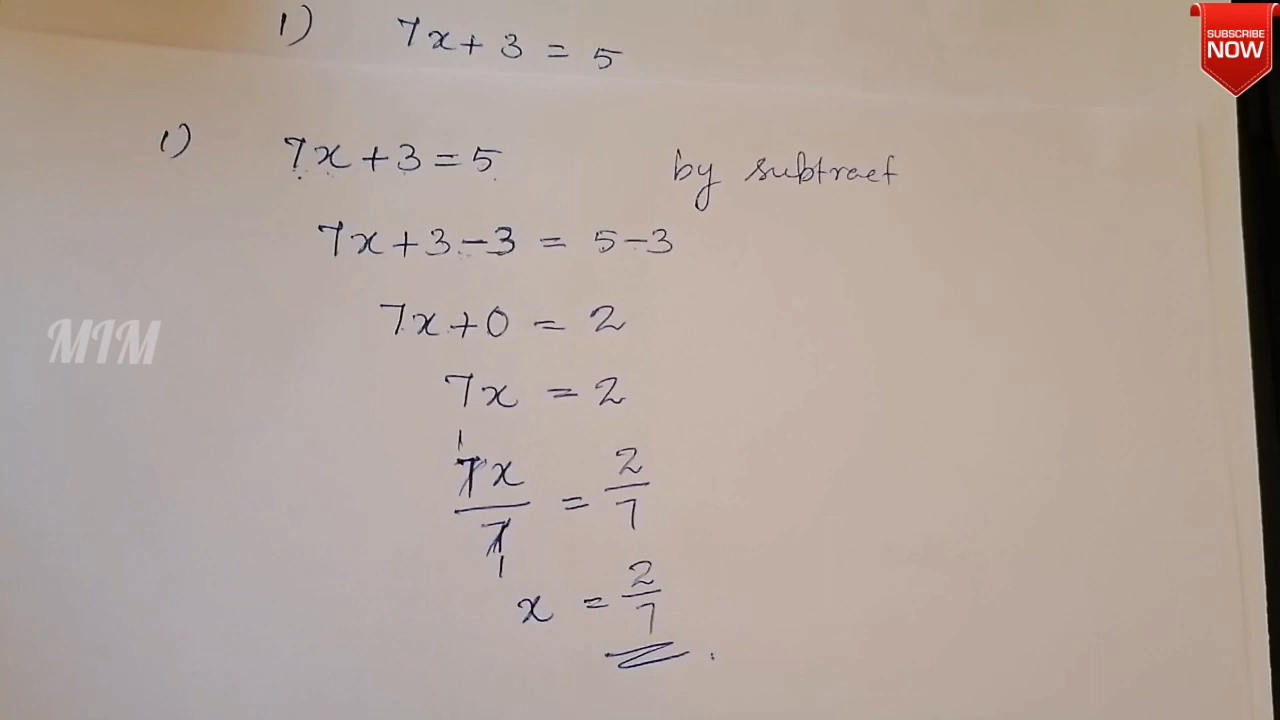 1) 7x + 3 = 5
SUBSCRIBE
NOW
1) 7x + 3 = 5 by subtract
7x + 3 - 3 = 5 - 3
7x + 0 = 2
MIM
7x = 2
7x/7 = 2/7
x = 2/7